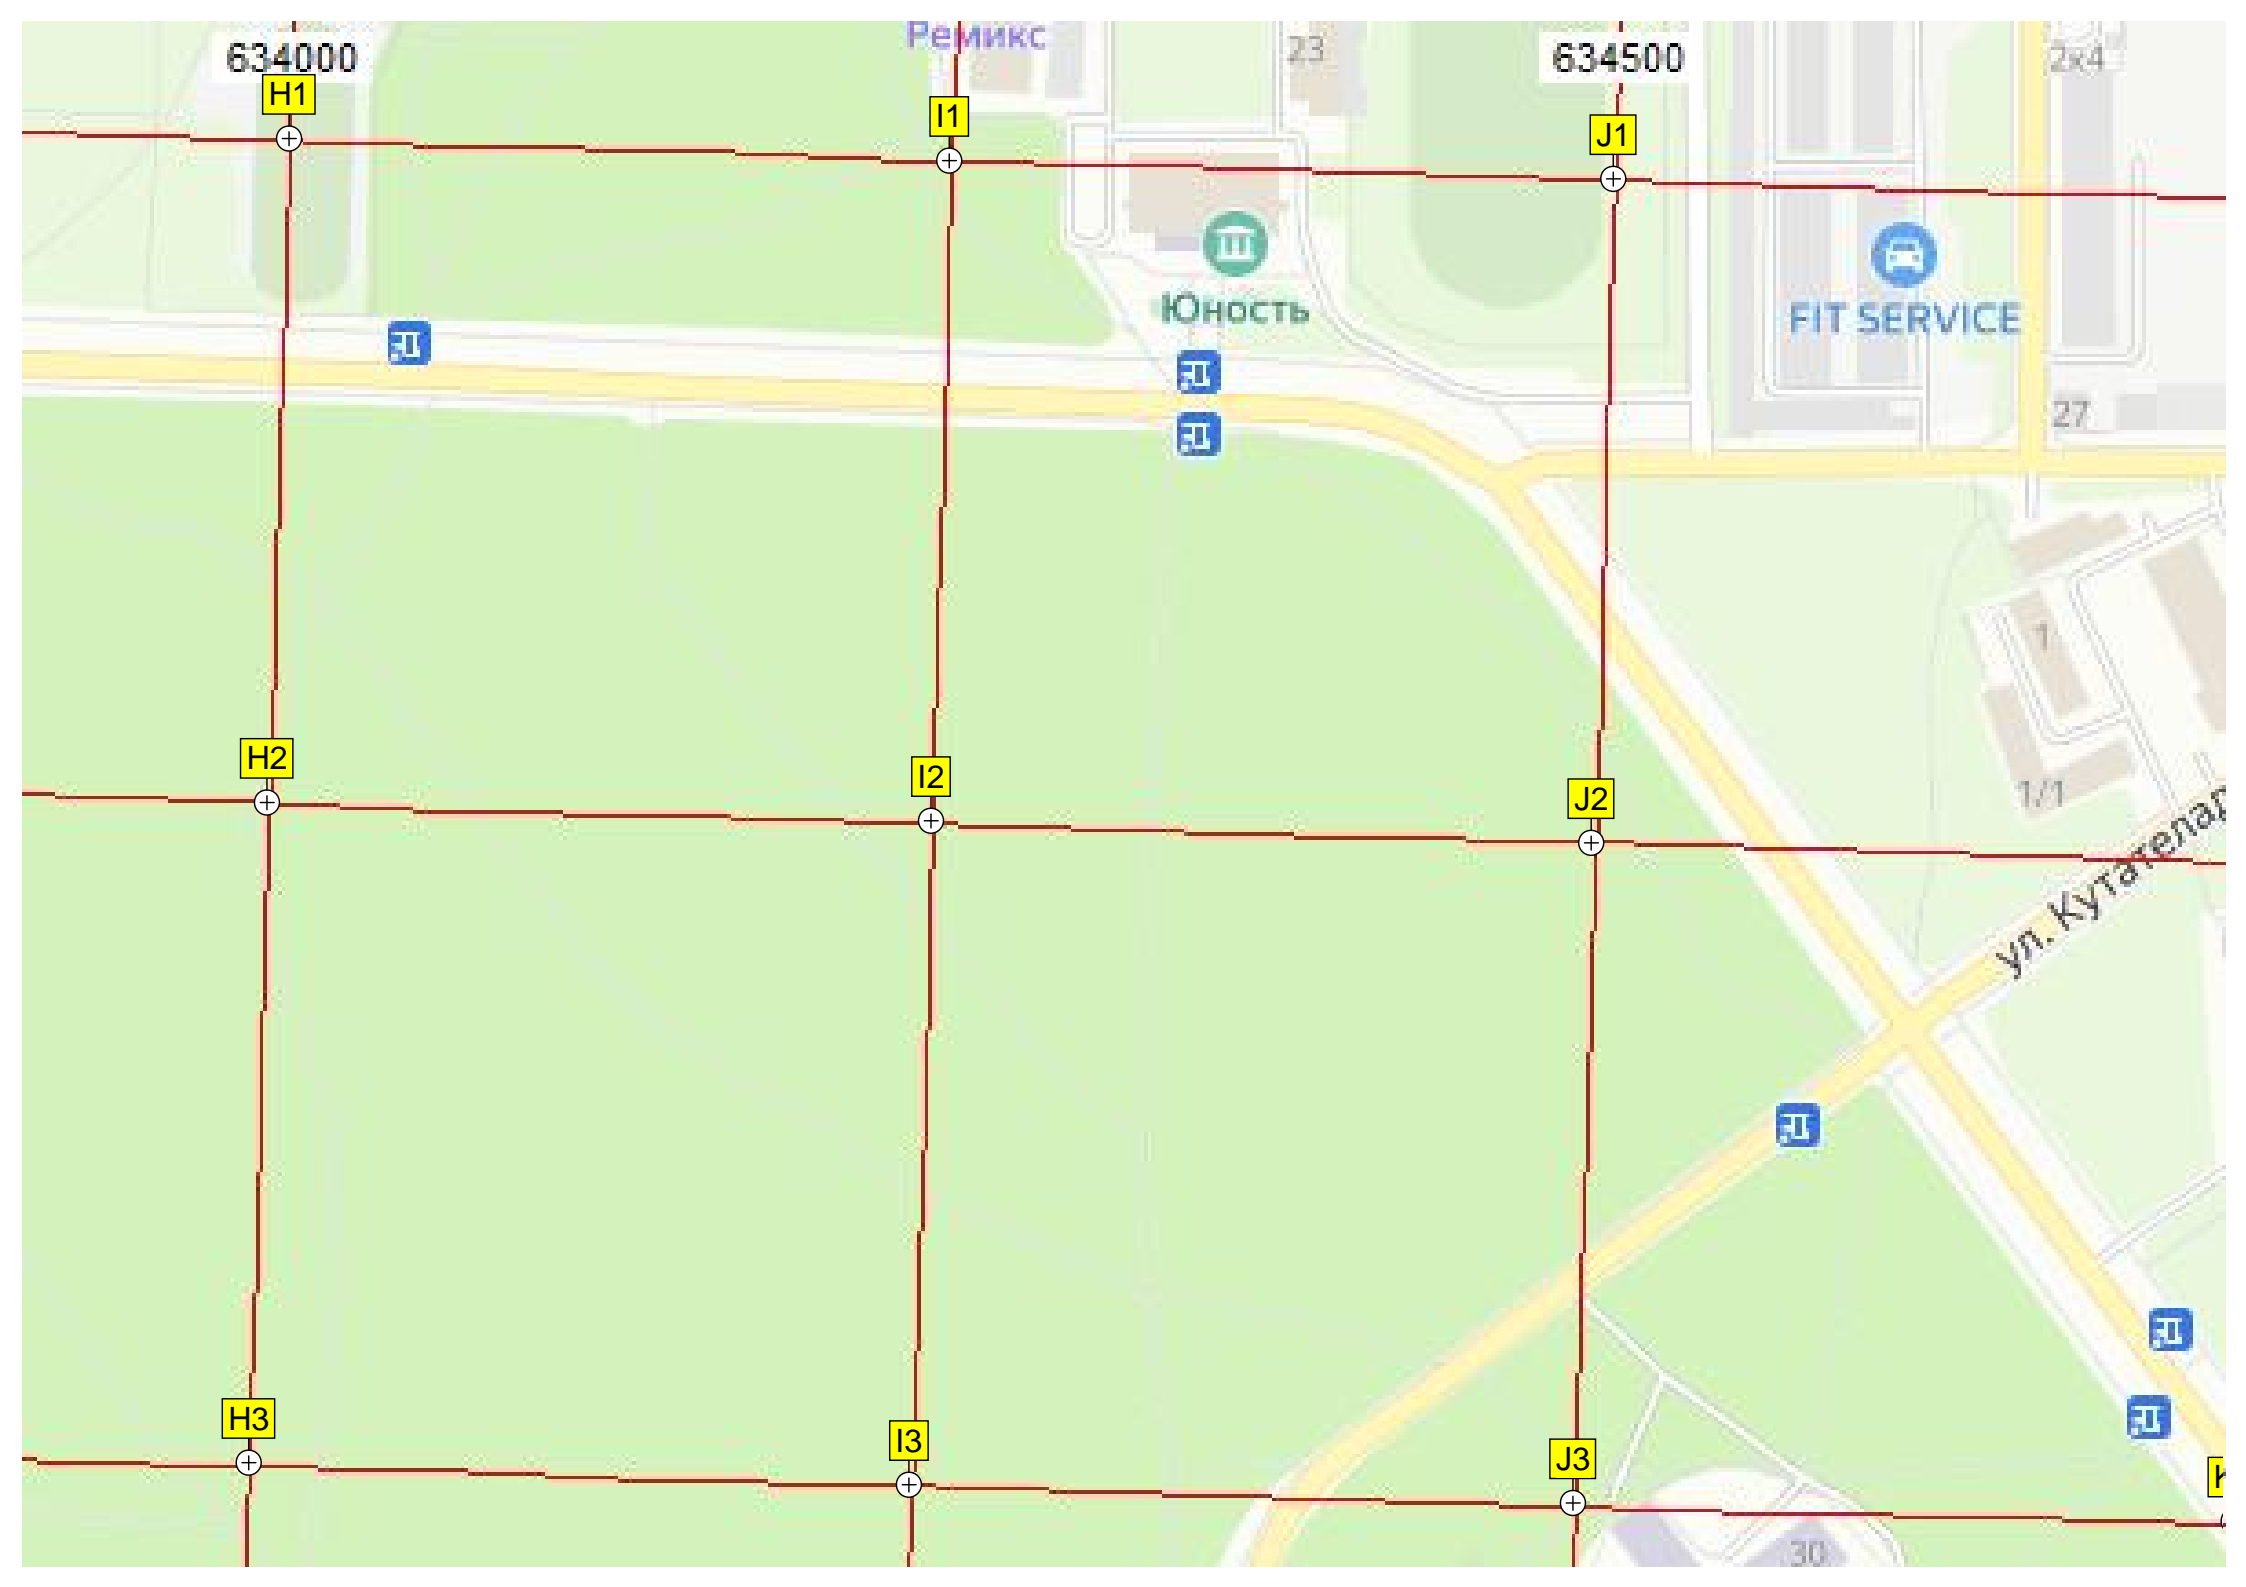 Ремикс
634000
23
634500
2к4
H1
I1
J1
Юность
FIT SERVICE
27
1
H2
I2
J2
1/1
ул. Кутателад
H3
I3
J3
30